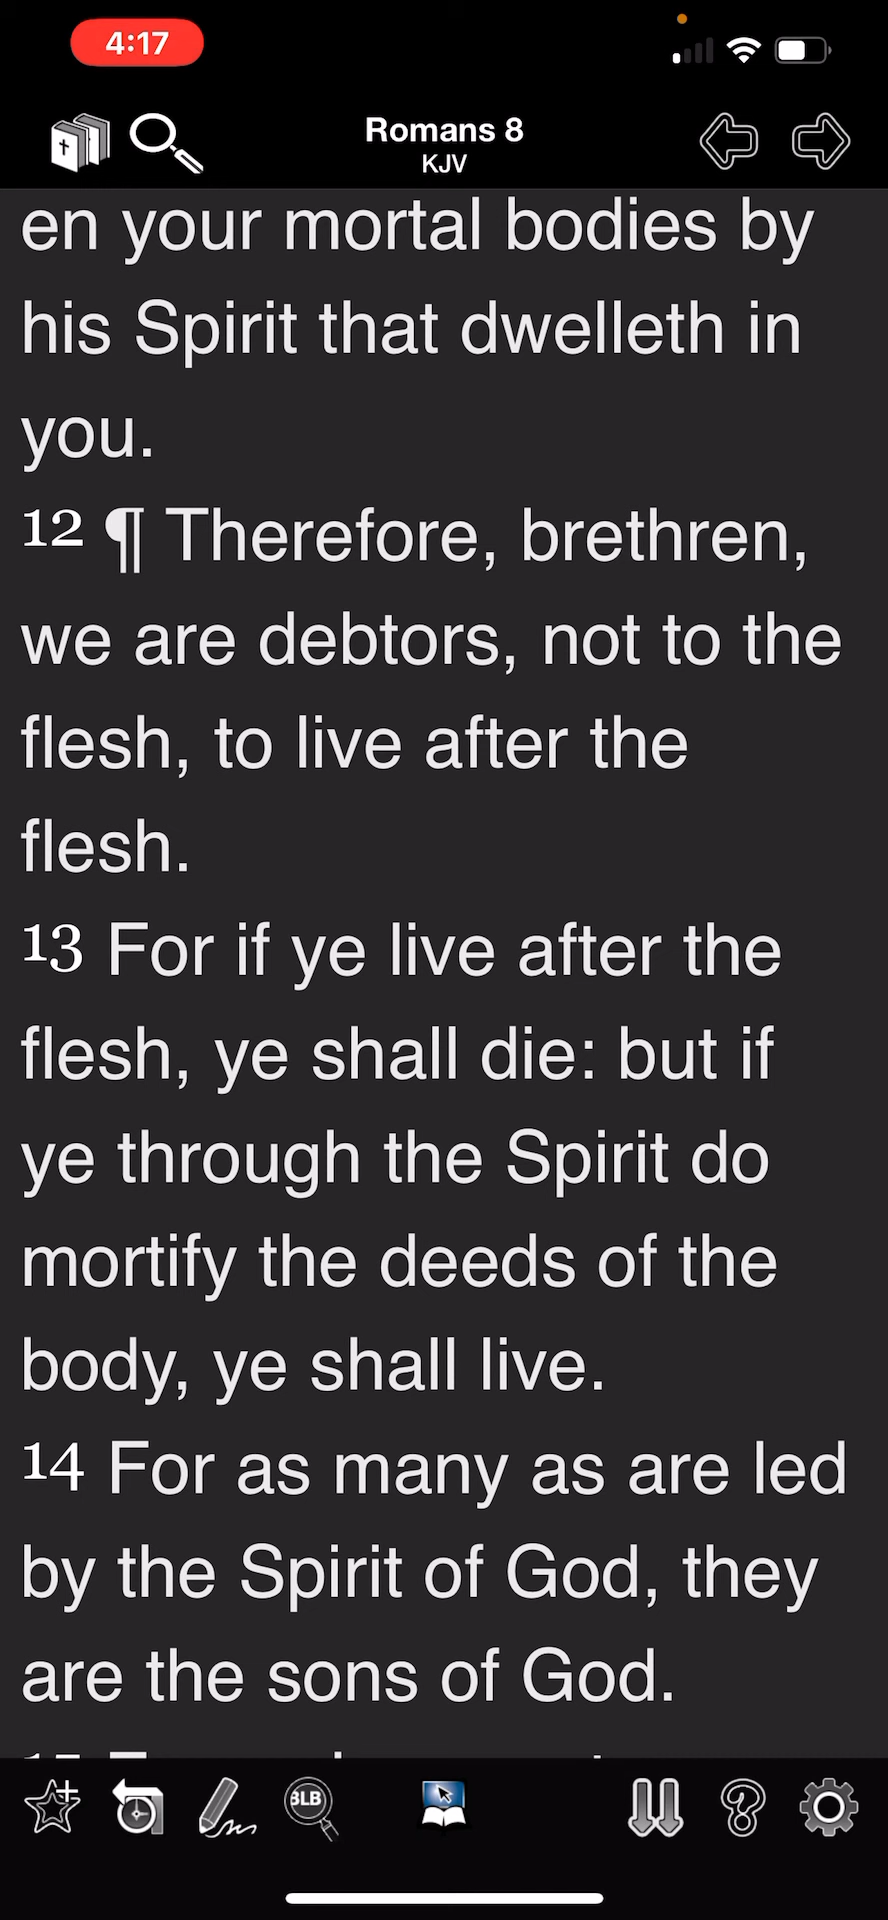 4:17
Romans 8
KJV
en your mortal bodies by
his Spirit that dwelleth in
you.
12 ¶ Therefore, brethren,
we are debtors, not to the
flesh, to live after the
flesh.
13 For if ye live after the
flesh, ye shall die: but if
ye through the Spirit do
mortify the deeds of the
body, ye shall live.
14 For as many as are led
by the Spirit of God, they
are the sons of God.
BLB